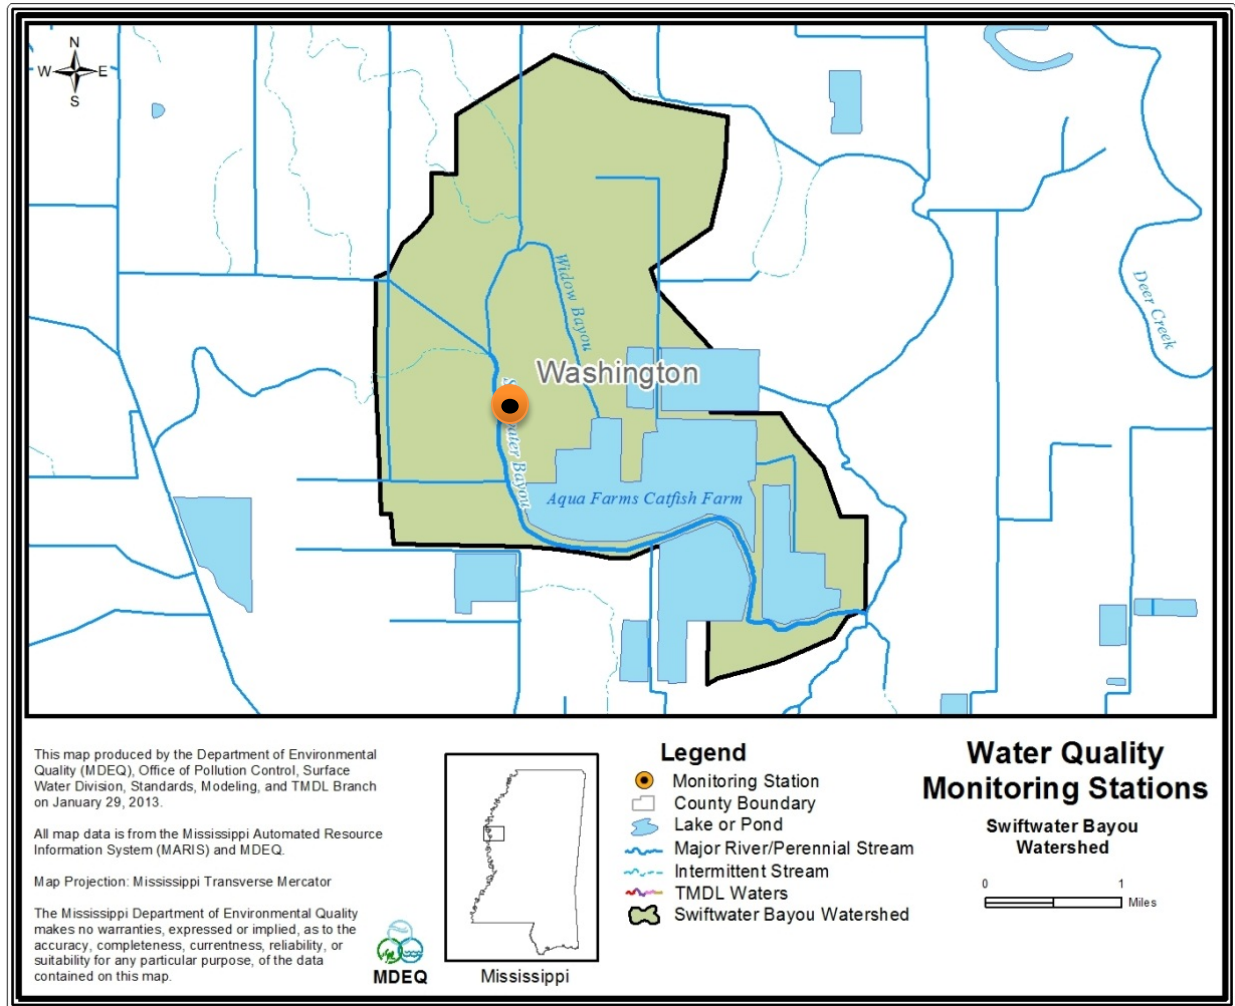 N
W E
S
Widow Bayou
Deer Creek
Washington
Bayou
Aqua Farms Catfish Farm
This map produced by the Department of Environmental
Quality (MDEQ), Office of Pollution Control, Surface
Water Division, Standards, Modeling, and TMDL Branch
on January 29, 2013.
All map data is from the Mississippi Automated Resource
Information System (MARIS) and MDEQ.
Map Projection: Mississippi Transverse Mercator
The Mississippi Department of Environmental Quality
makes no warranties, expressed or implied, as to the
accuracy, completeness, currentness, reliability, or
suitability for any particular purpose, of the data
contained on this map.
MDEQ
Mississippi
Legend
Monitoring Station
County Boundary
Lake or Pond
Major River/Perennial Stream
Intermittent Stream
TMDL Waters
Swiftwater Bayou Watershed
Water Quality
Monitoring Stations
Swiftwater Bayou
Watershed
0 1
Miles